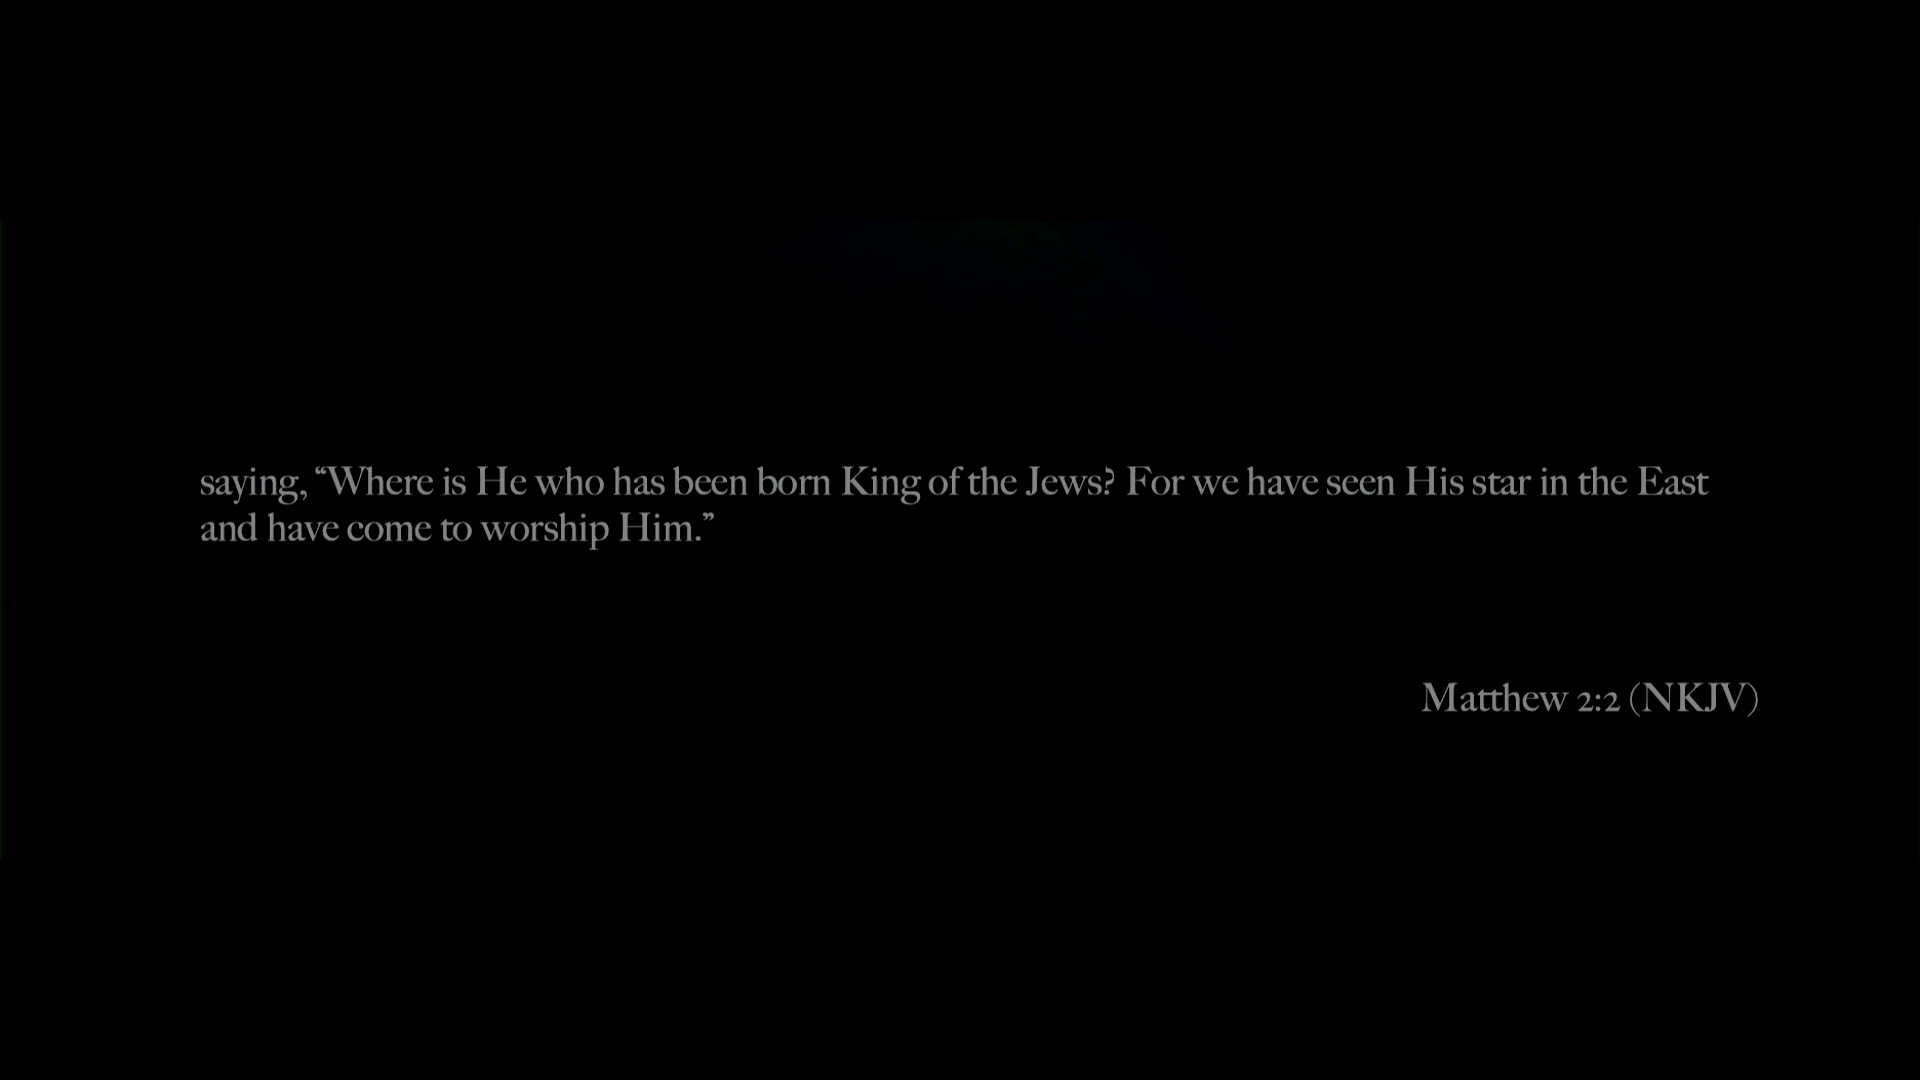 saying, “Where is He who has been born King of the Jews? For we have seen His star in the East
and have come to worship Him.”
Matthew 2:2 (NKJV)